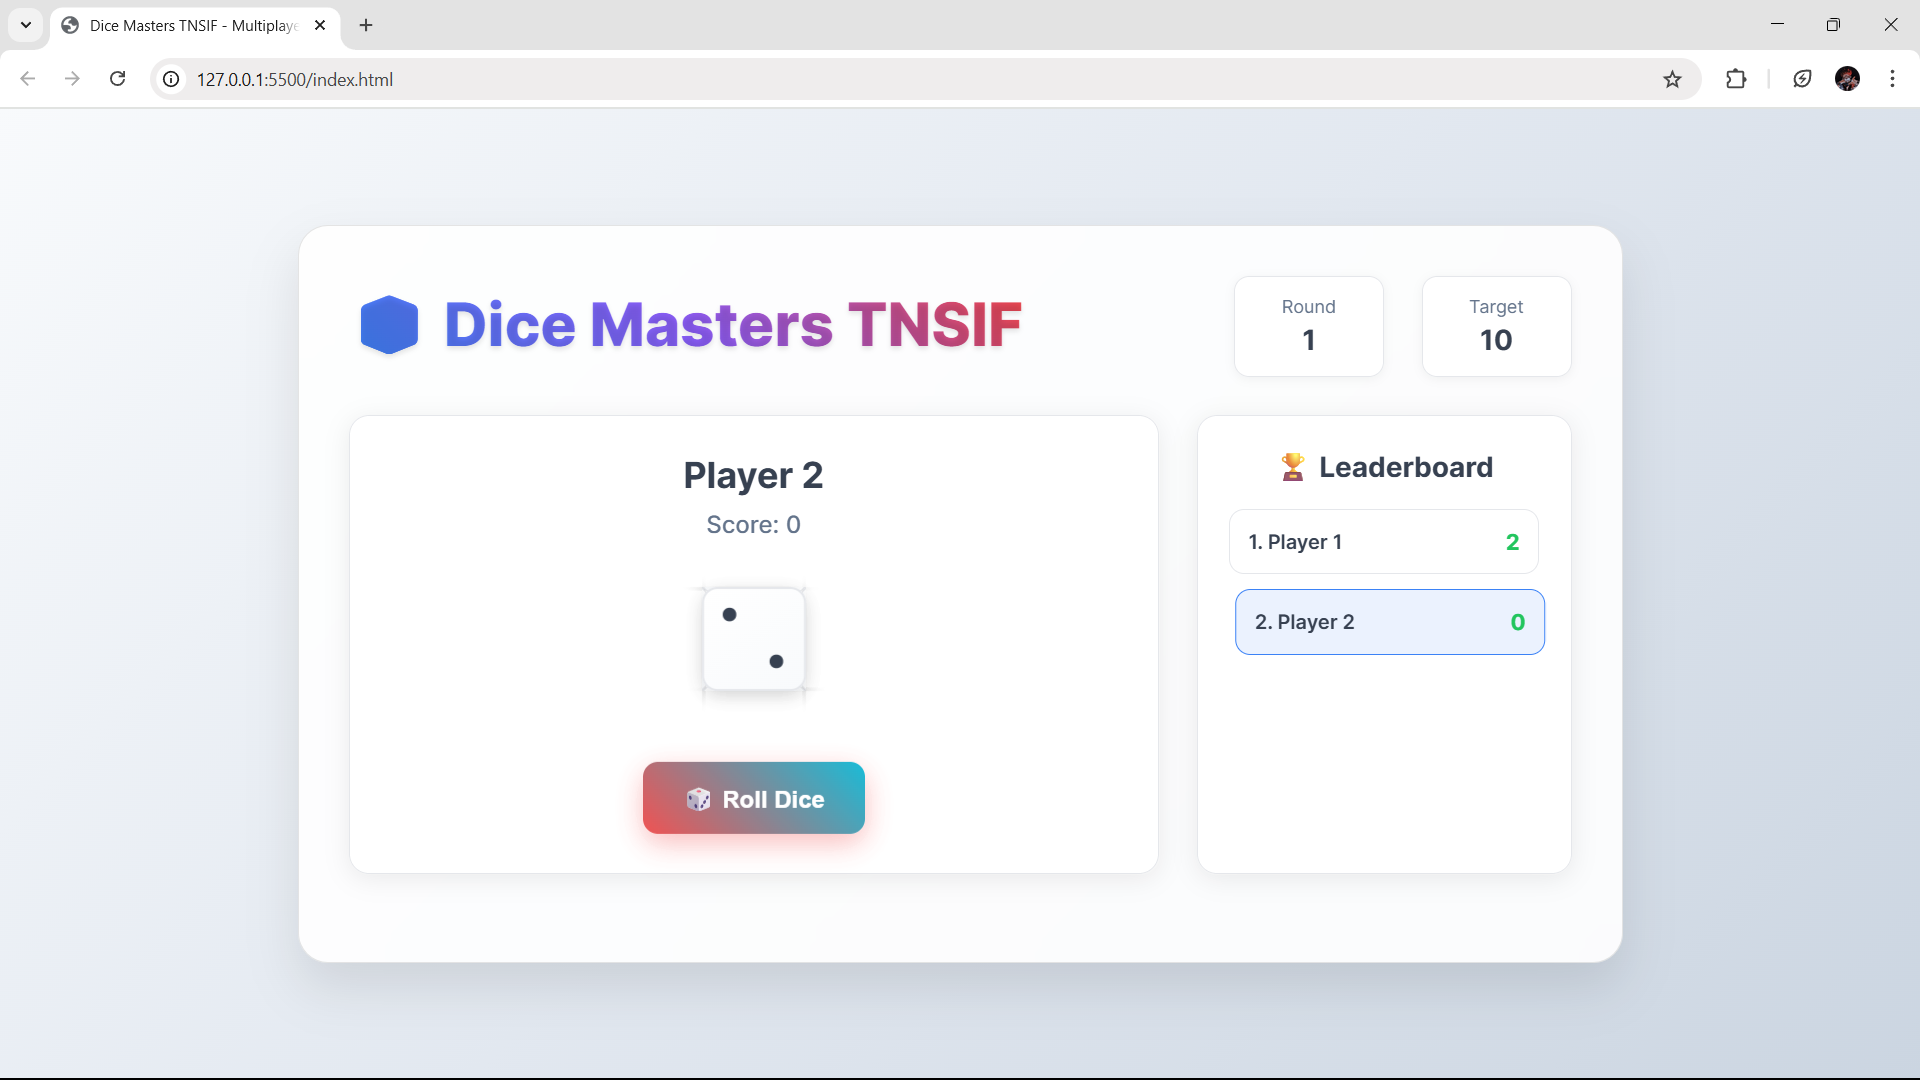 Dice Masters TNSIF - Multiplaye
127.0.0.1:5500/index.html
Dice Masters TNSIF
Round
1
Target
10
Player 2
Score: 0
Roll Dice
🏆 Leaderboard
1. Player 1 2
2. Player 2 0